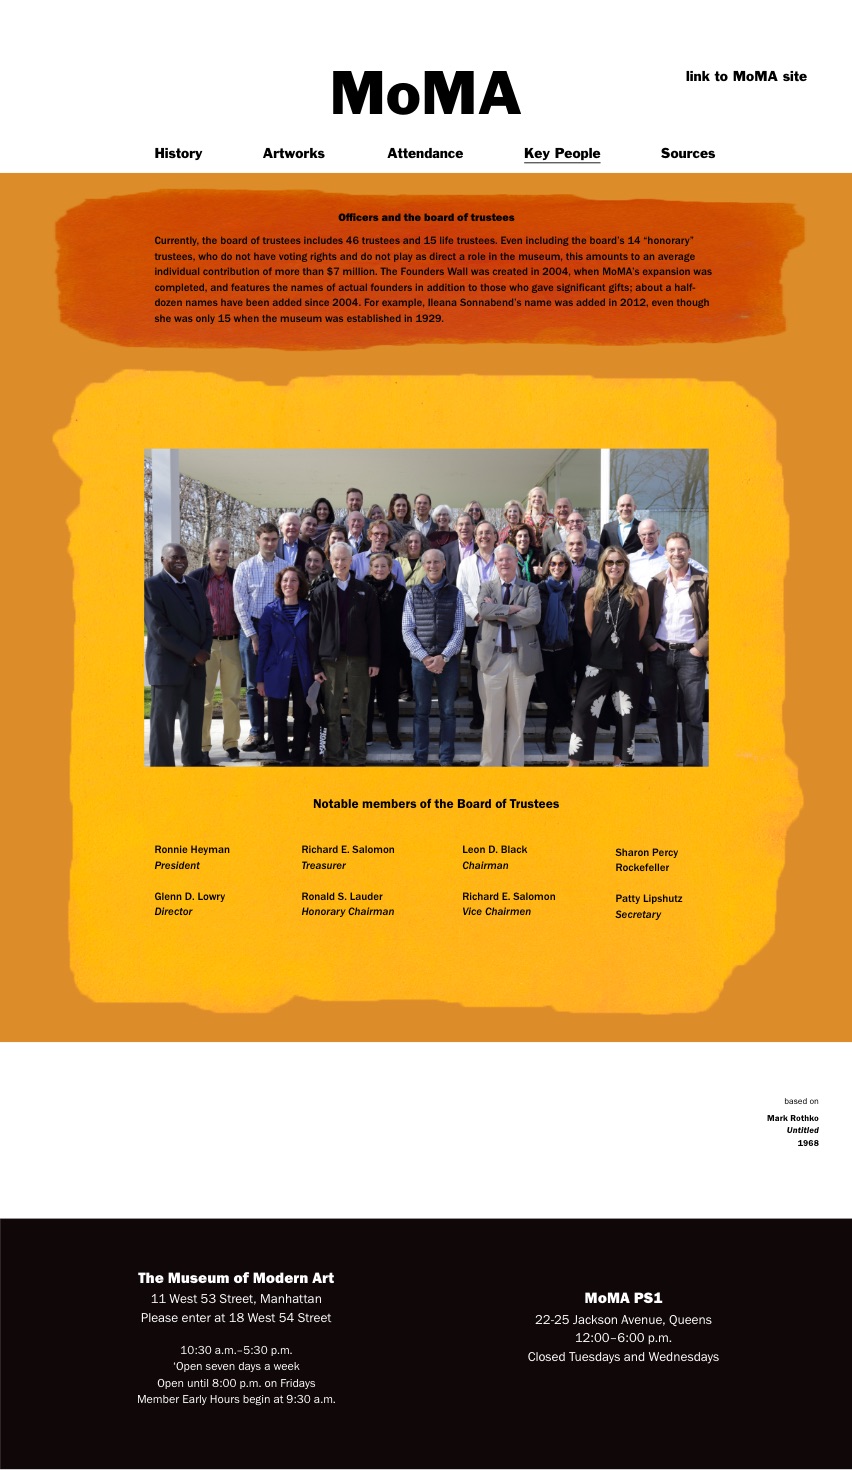 MoMA
link to MoMA site
History Artworks Attendance Key People Sources
Officers and the board of trustees
Currently, the board of trustees includes 46 trustees and 15 life trustees. Even including the board's 14 “honorary”
trustees, who do not have voting rights and do not play as direct a role in the museum, this amounts to an average
individual contribution of more than $7 million. The Founders Wall was created in 2004, when MoMA's expansion was
completed, and features the names of actual founders in addition to those who gave significant gifts; about a half-
dozen names have been added since 2004. For example, Ileana Sonnabend's name was added in 2012, even though
she was only 15 when the museum was established in 1929.
Notable members of the Board of Trustees
Ronnie Heyman
President
Glenn D. Lowry
Director
Richard E. Salomon
Treasurer
Ronald S. Lauder
Honorary Chairman
Leon D. Black
Chairman
Richard E. Salomon
Vice Chairmen
Sharon Percy
Rockefeller
Patty Lipshutz
Secretary
based on
Mark Rothko
Untitled
1968
The Museum of Modern Art
11 West 53 Street, Manhattan
Please enter at 18 West 54 Street
10:30 a.m.–5:30 p.m.
‘Open seven days a week
Open until 8:00 p.m. on Fridays
Member Early Hours begin at 9:30 a.m.
MoMA PS1
22-25 Jackson Avenue, Queens
12:00–6:00 p.m.
Closed Tuesdays and Wednesdays